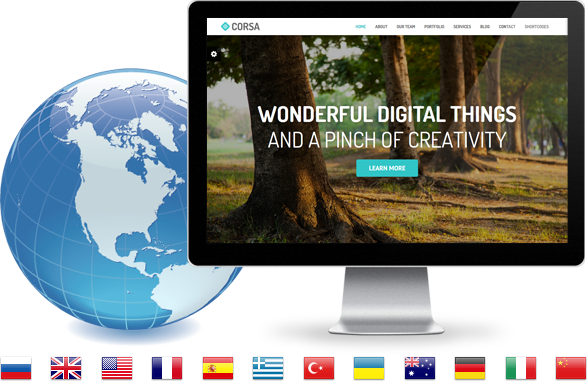 CORSA
HOME ABOUT OUR TEAM PORTFOLIO SERVICES BLOG CONTACT SHORTCODES
WONDERFUL DIGITAL THINGS
AND A PINCH OF CREATIVITY
LEARN MORE